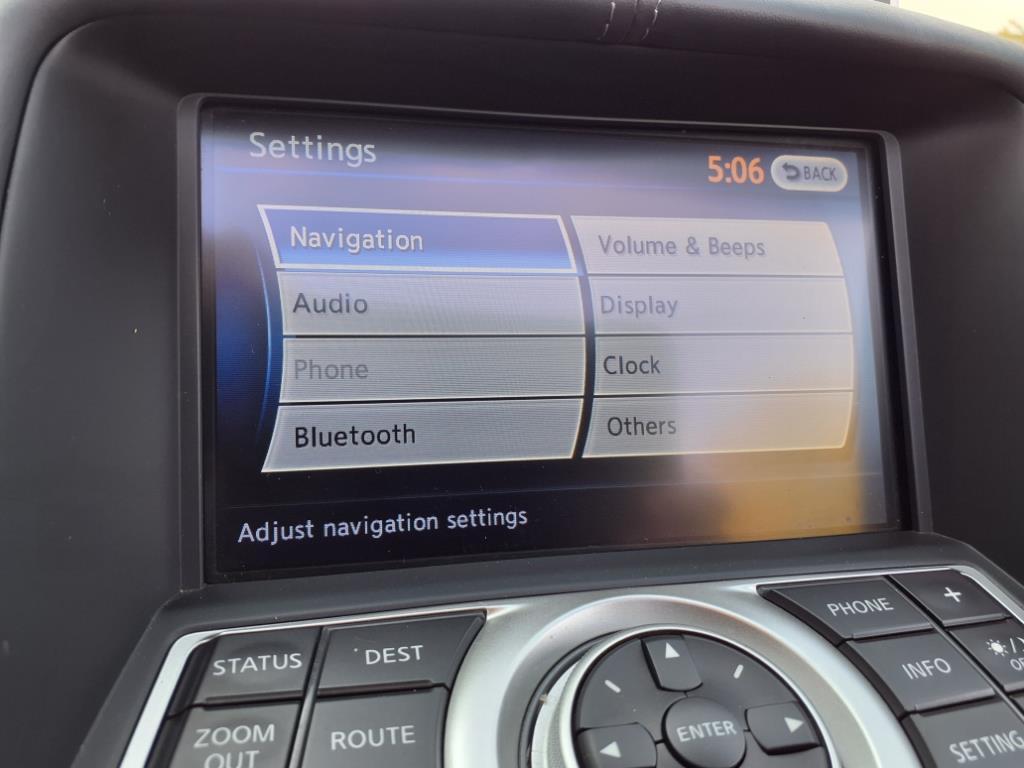 Settings
5:06
BACK
Navigation
Volume & Beeps
Audio
Display
Phone
Clock
Bluetooth
Others
Adjust navigation settings
STATUS
DEST
PHONE
+
INFO
ZOOM
OUT
ROUTE
ENTER
SETTING